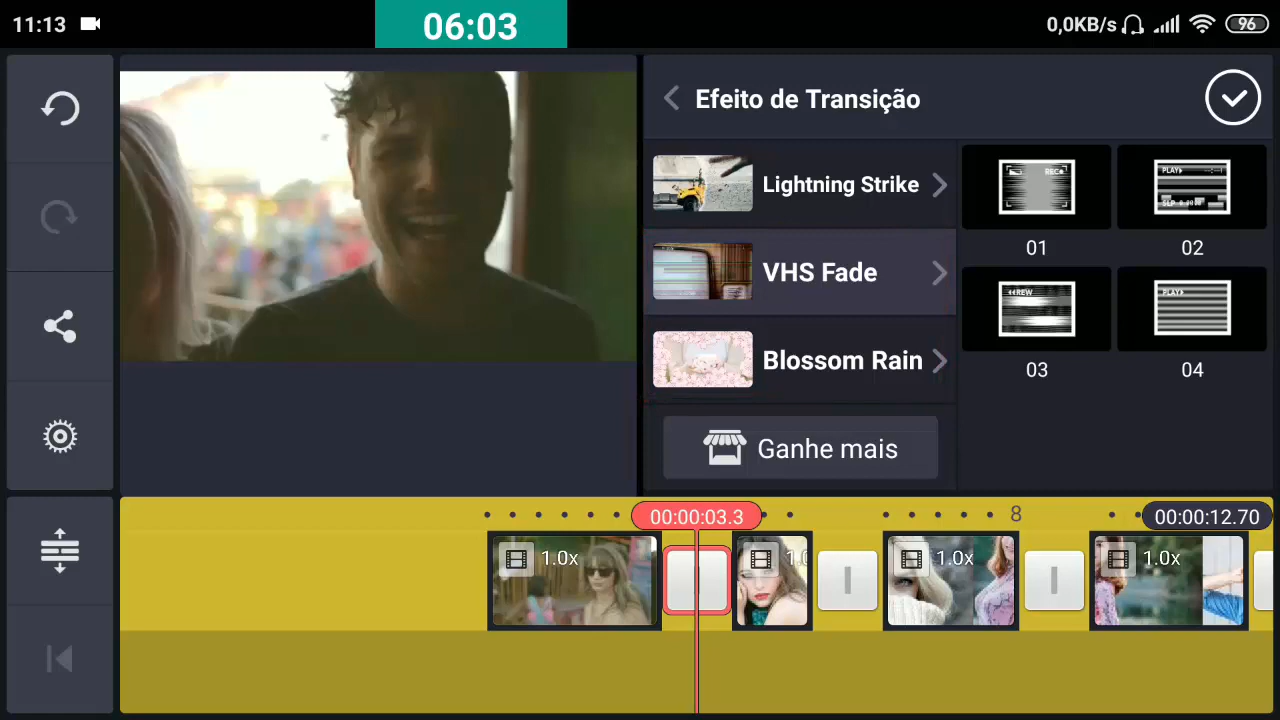 11:13
06:03
0,0KB/s
96
Efeito de Transição
Lightning Strike
VHS Fade
Blossom Rain
Ganhe mais
REC
01
PLAY
SLP
02
REW
03
PLAY
04
00:00:03.3
8
00:00:12.70
1.0x
1.0
1.0x
1.0x